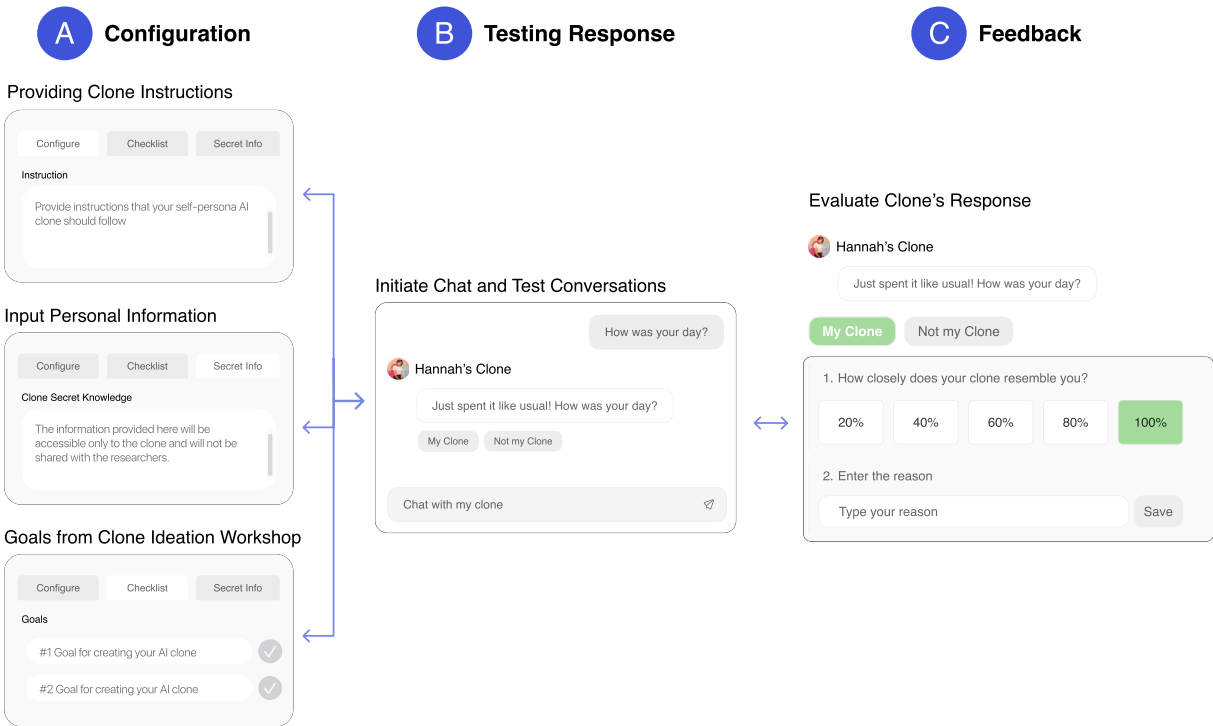 A Configuration
B Testing Response
C Feedback
Providing Clone Instructions
Configure
Checklist
Secret Info
Instruction
Provide instructions that your self-persona AI
clone should follow
Input Personal Information
Configure
Checklist
Secret Info
Clone Secret Knowledge
The information provided here will be
accessible only to the clone and will not be
shared with the researchers.
Goals from Clone Ideation Workshop
Configure
Checklist
Secret Info
Goals
#1 Goal for creating your AI clone
#2 Goal for creating your AI clone
Initiate Chat and Test Conversations
How was your day?
Hannah’s Clone
Just spent it like usual! How was your day?
My Clone
Not my Clone
Chat with my clone
Evaluate Clone’s Response
Hannah’s Clone
Just spent it like usual! How was your day?
My Clone
Not my Clone
1. How closely does your clone resemble you?
20%
40%
60%
80%
100%
2. Enter the reason
Type your reason
Save